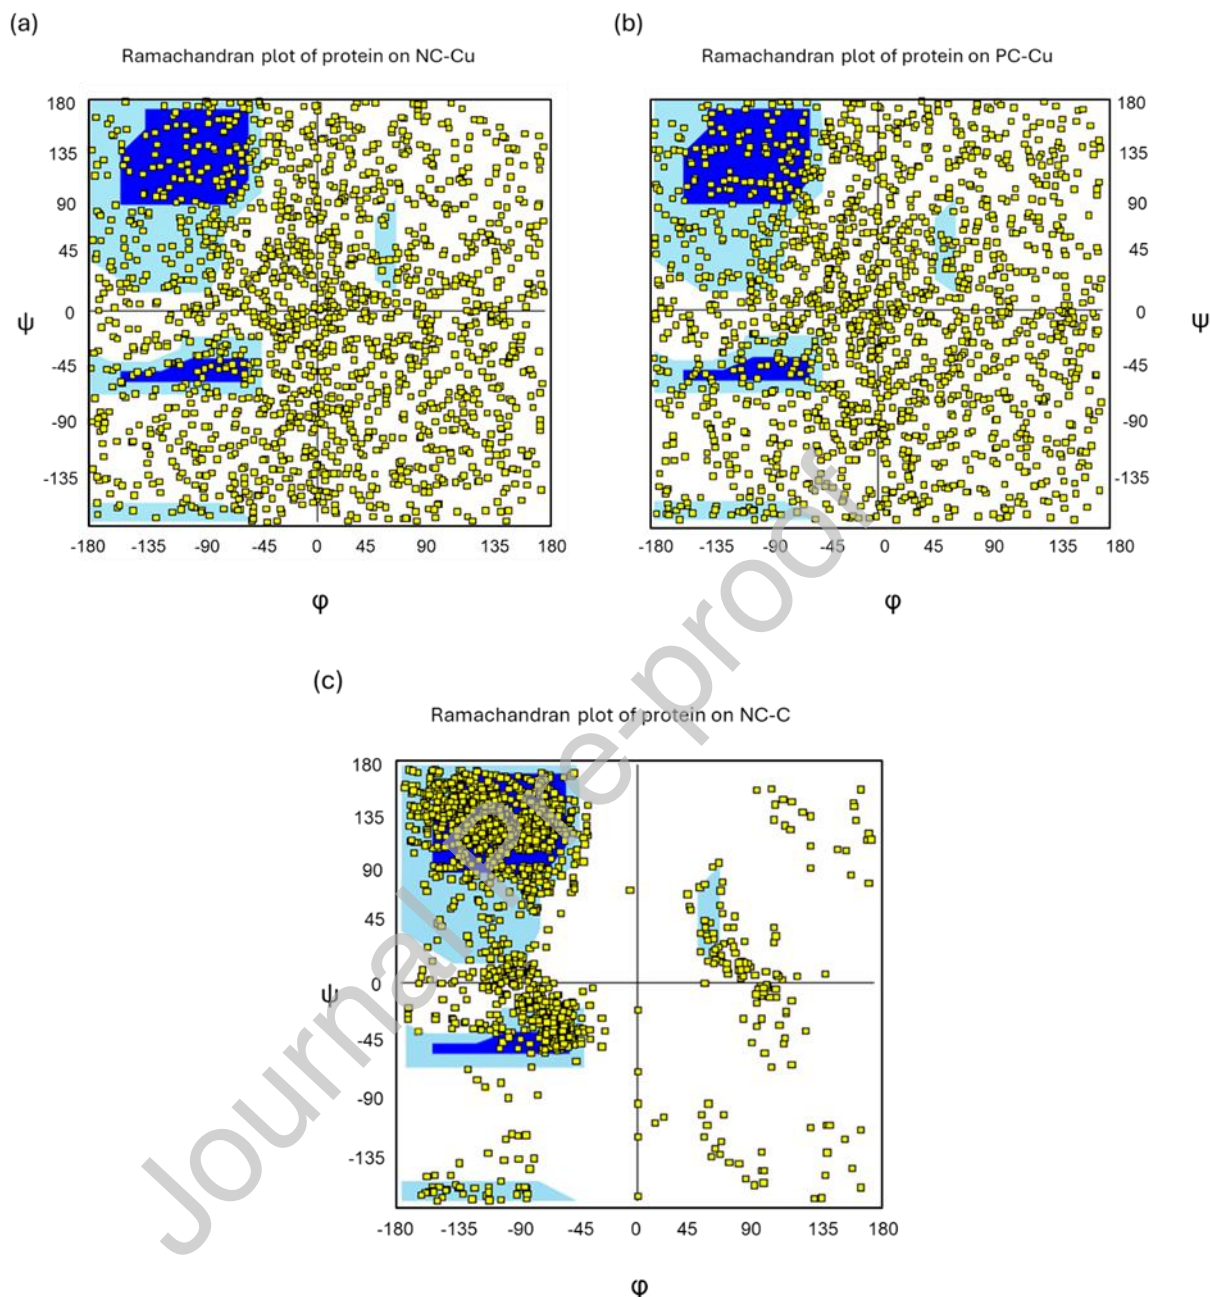 (a)
(b)
Ramachandran plot of protein on NC-Cu
Ramachandran plot of protein on PC-Cu
180
135
90
45
0
-45
-90
-135
ψ
-180 -135 -90 -45 0 45 90 135 180
φ
180
135
90
45
0
-45
-90
-135
ψ
-180 -135 -90 -45 0 45 90 135 180
φ
(c)
Ramachandran plot of protein on NC-C
180
135
90
45
0
-45
-90
-135
ψ
-180 -135 -90 -45 0 45 90 135 180
φ
Journal Pre-proof